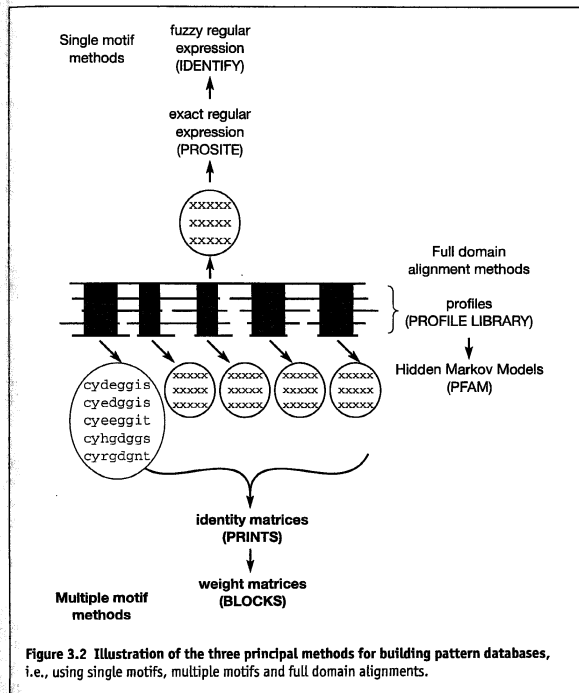 Single motif
methods
fuzzy regular
expression
(IDENTIFY)
exact regular
expression
(PROSITE)
xxxxx
xxxxx
xxxxx
Full domain
alignment methods
profiles
(PROFILE LIBRARY)
Hidden Markov Models
(PFAM)
cydeggis
cyedggis
cyeeggit
cyhgdggs
cyrgdgnt
xxxxx
xxxxx
xxxxx
xxxxx
xxxxx
xxxxx
xxxxx
xxxxx
xxxxx
xxxxx
xxxxx
xxxxx
identity matrices
(PRINTS)
weight matrices
(BLOCKS)
Multiple motif
methods
Figure 3.2 Illustration of the three principal methods for building pattern databases,
i.e., using single motifs, multiple motifs and full domain alignments.